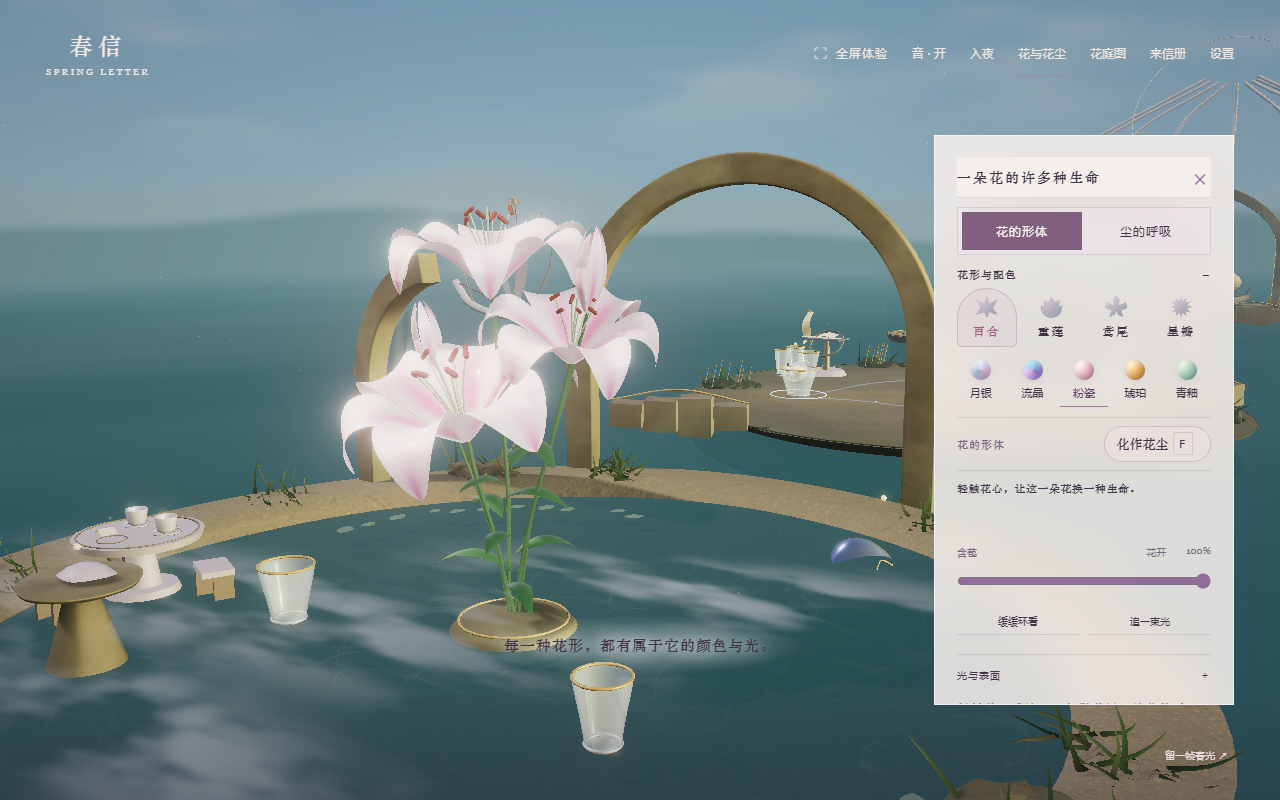 春信
SPRING LETTER
全屏体验 音·开 入夜 花与花尘 花庭图 来信册 设置
一朵花的许多种生命
花的形体 尘的呼吸
花形与配色
百合 重莲 鸢尾 星瓣
月银 流晶 粉瓷 琥珀 青釉
花的形体 化作花尘 F
轻触花心，让这一朵花换一种生命。
含苞 花开 100%
缓缓环看 追一束光
每一种花形，都有属于它的颜色与光。
光与表面
留一帧春光